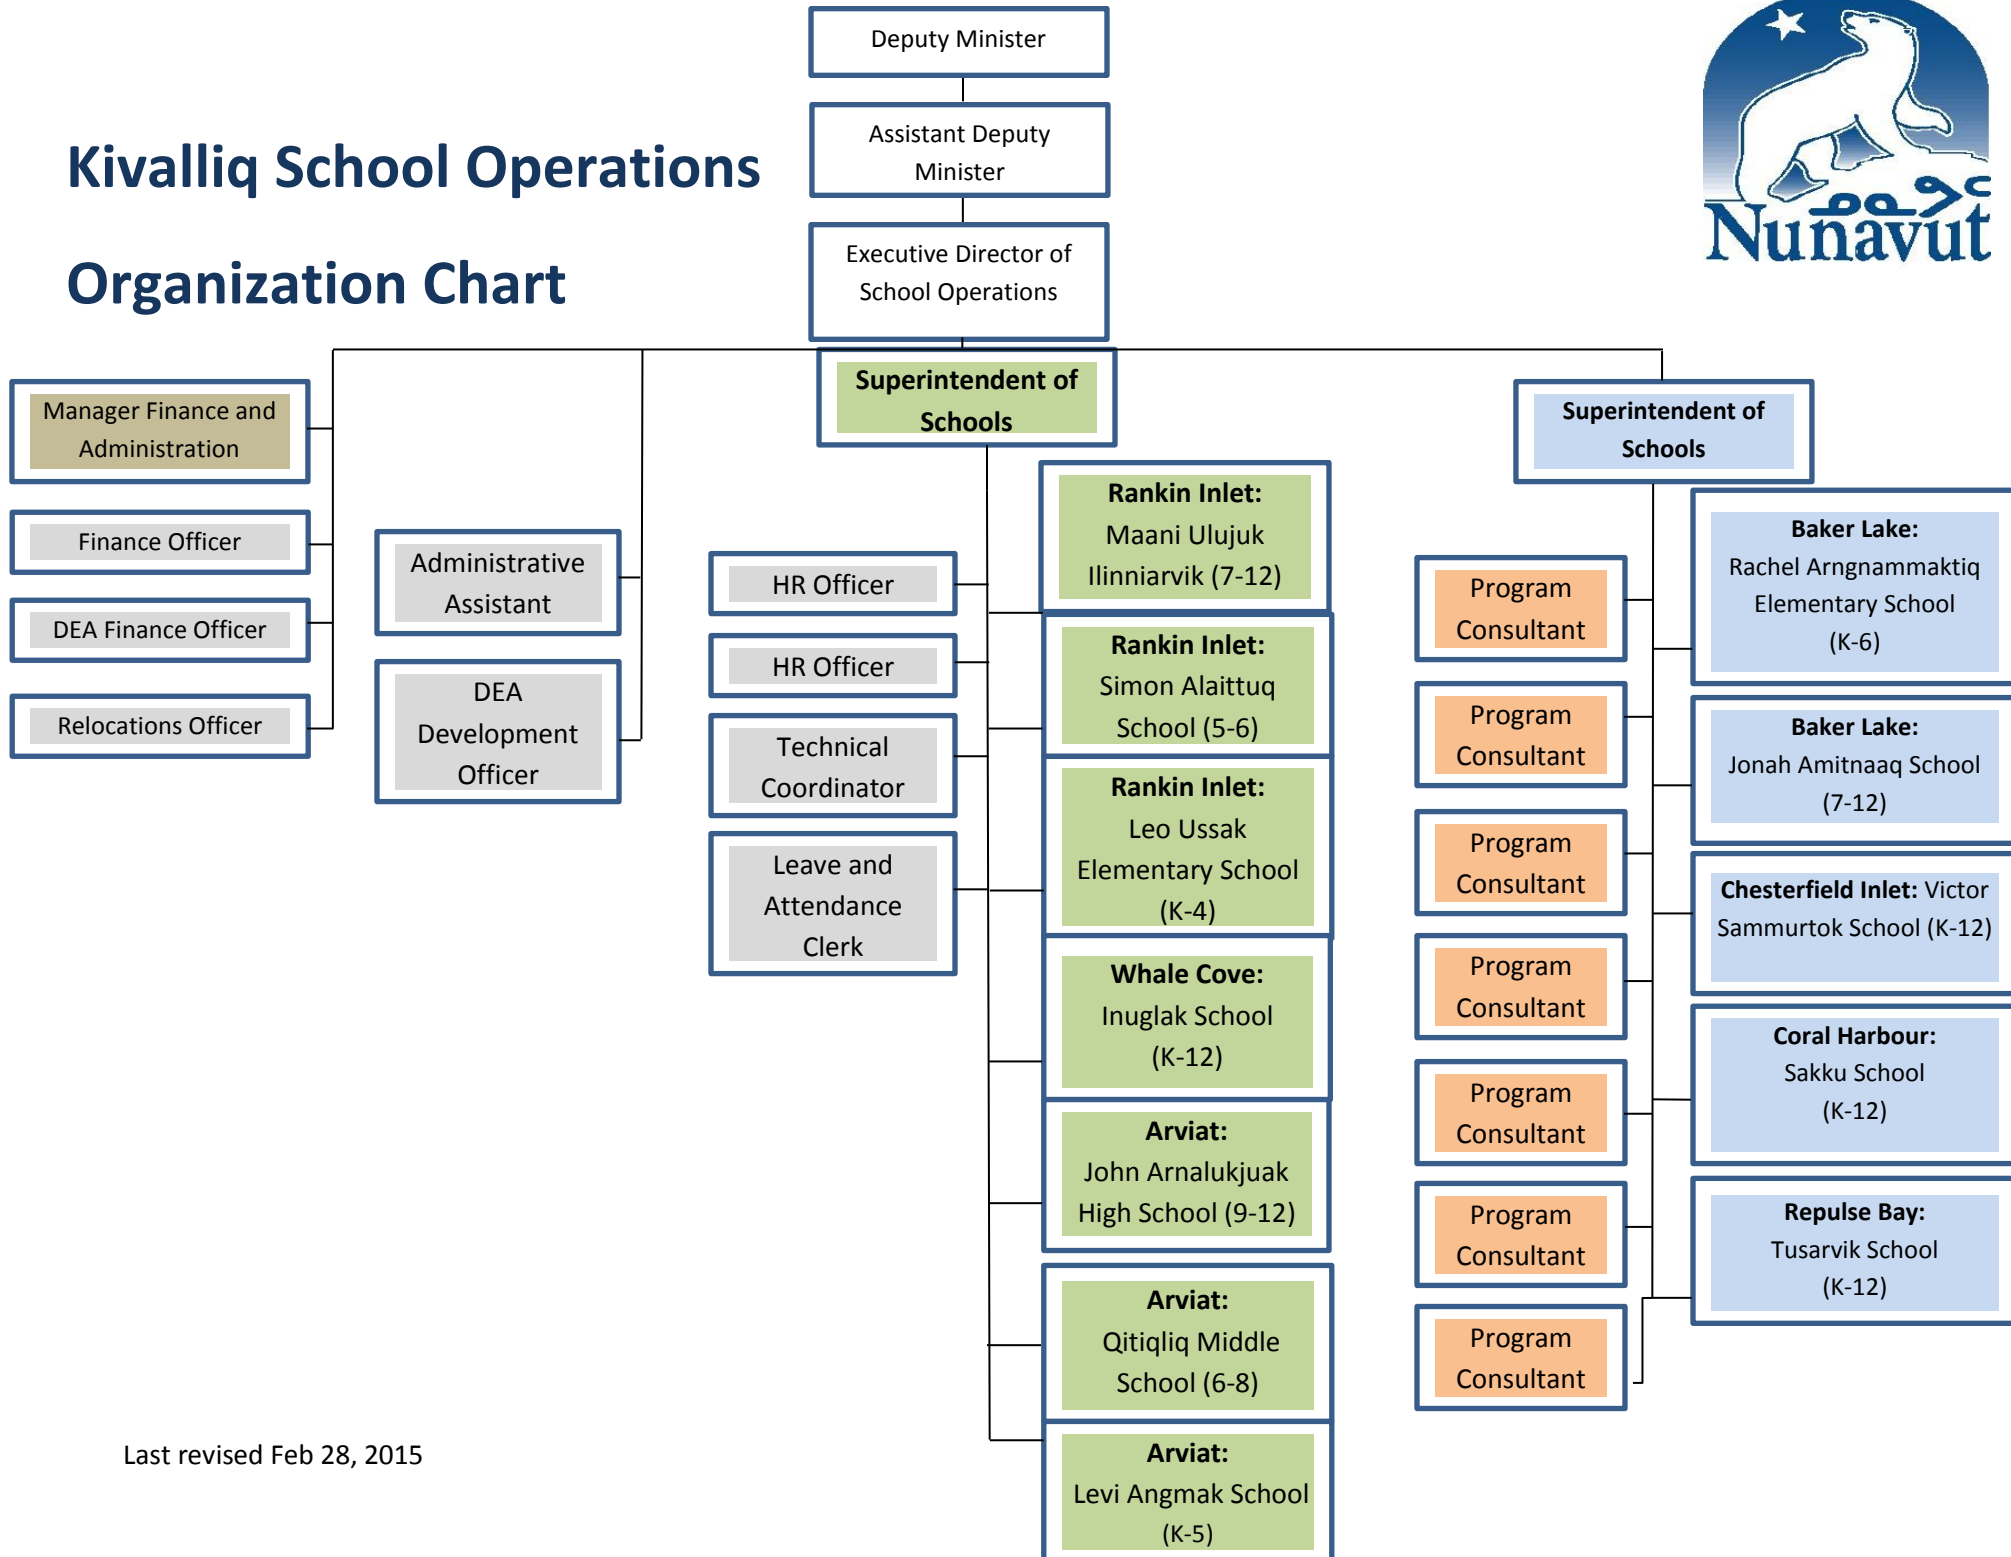 Deputy Minister
Assistant Deputy
Minister
Executive Director of
School Operations
Kivalliq School Operations
Organization Chart
ᓄᓇᕗᑦ
Nunavut
Manager Finance and
Administration
Finance Officer
DEA Finance Officer
Relocations Officer
Administrative
Assistant
DEA
Development
Officer
Superintendent of
Schools
HR Officer
HR Officer
Technical
Coordinator
Leave and
Attendance
Clerk
Rankin Inlet:
Maani Ulujuk
Ilinniarvik (7-12)
Rankin Inlet:
Simon Alaittuq
School (5-6)
Rankin Inlet:
Leo Ussak
Elementary School
(K-4)
Whale Cove:
Inuglak School
(K-12)
Arviat:
John Arnalukjuak
High School (9-12)
Arviat:
Qitiqliq Middle
School (6-8)
Arviat:
Levi Angmak School
(K-5)
Superintendent of
Schools
Program
Consultant
Program
Consultant
Program
Consultant
Program
Consultant
Program
Consultant
Program
Consultant
Program
Consultant
Baker Lake:
Rachel Arngnammaktiq
Elementary School
(K-6)
Baker Lake:
Jonah Amitnaaq School
(7-12)
Chesterfield Inlet: Victor
Sammurtok School (K-12)
Coral Harbour:
Sakku School
(K-12)
Repulse Bay:
Tusarvik School
(K-12)
Last revised Feb 28, 2015